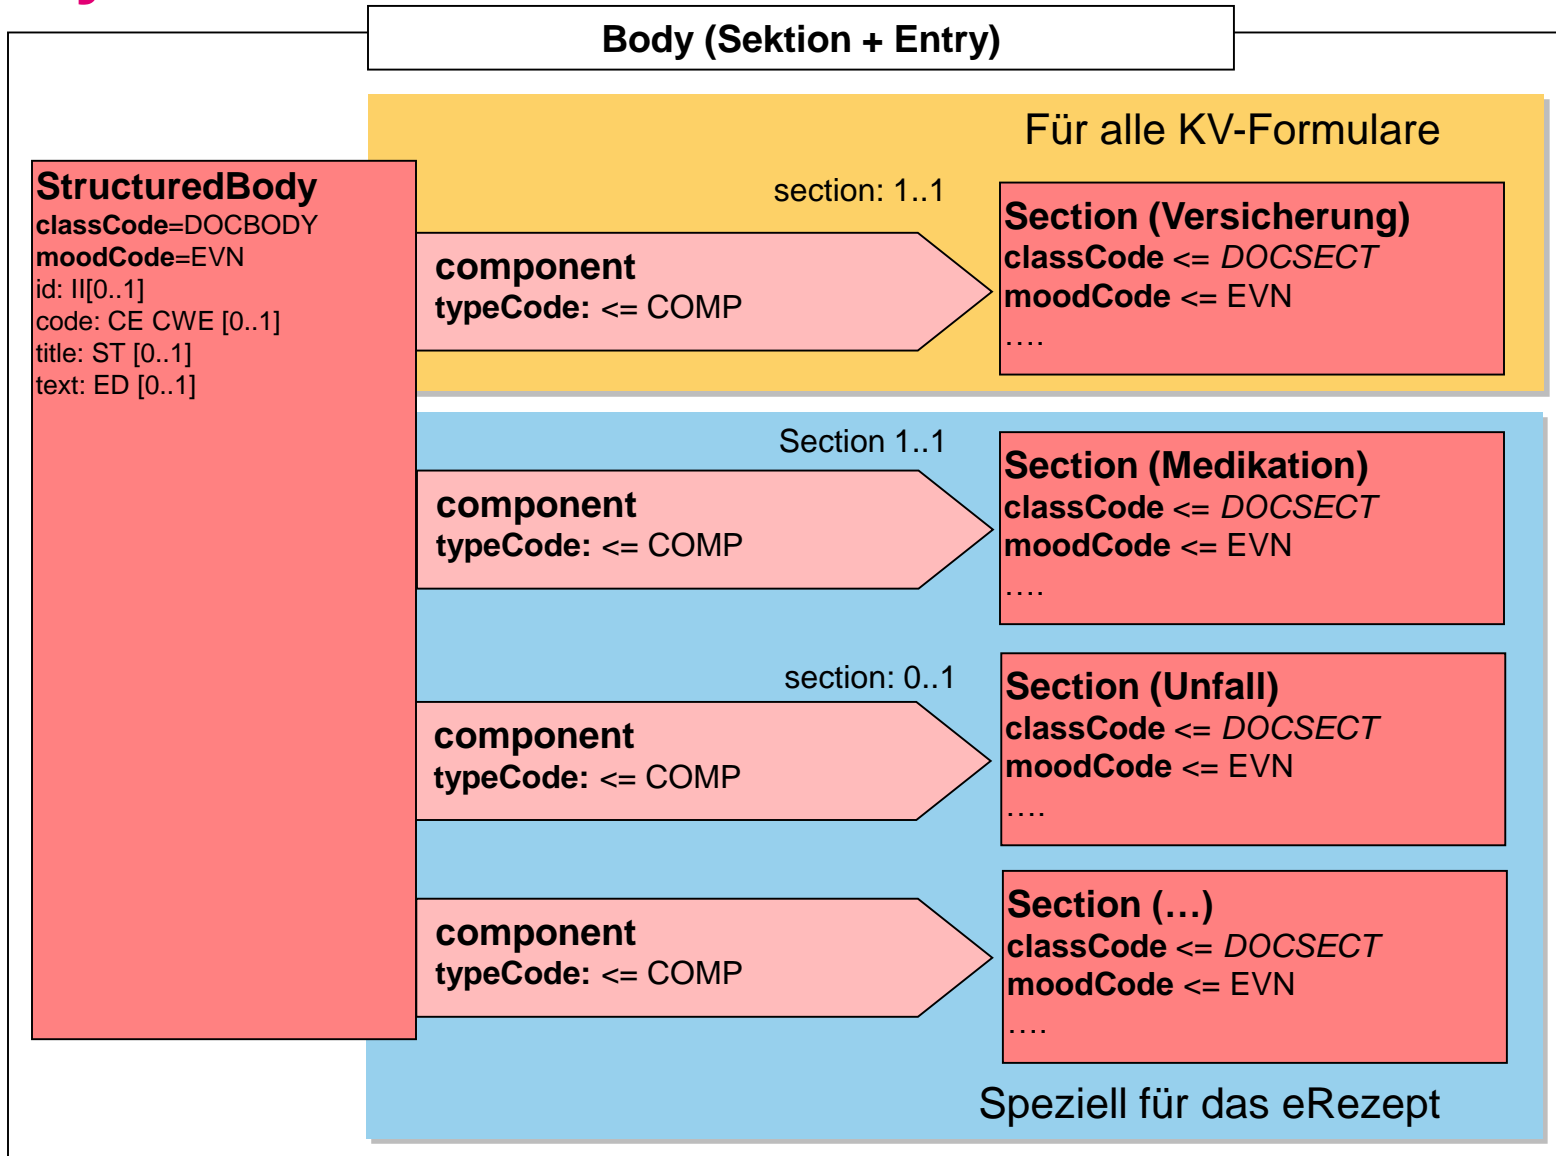 Body (Sektion + Entry)
Für alle KV-Formulare
StructuredBody
classCode=DOCBODY
moodCode=EVN
id: II[0..1]
code: CE CWE [0..1]
title: ST [0..1]
text: ED [0..1]
section: 1..1
component
typeCode: <= COMP
Section (Versicherung)
classCode <= DOCSECT
moodCode <= EVN
….
Section 1..1
component
typeCode: <= COMP
Section (Medikation)
classCode <= DOCSECT
moodCode <= EVN
….
section: 0..1
component
typeCode: <= COMP
Section (Unfall)
classCode <= DOCSECT
moodCode <= EVN
….
component
typeCode: <= COMP
Section (…)
classCode <= DOCSECT
moodCode <= EVN
….
Speziell für das eRezept